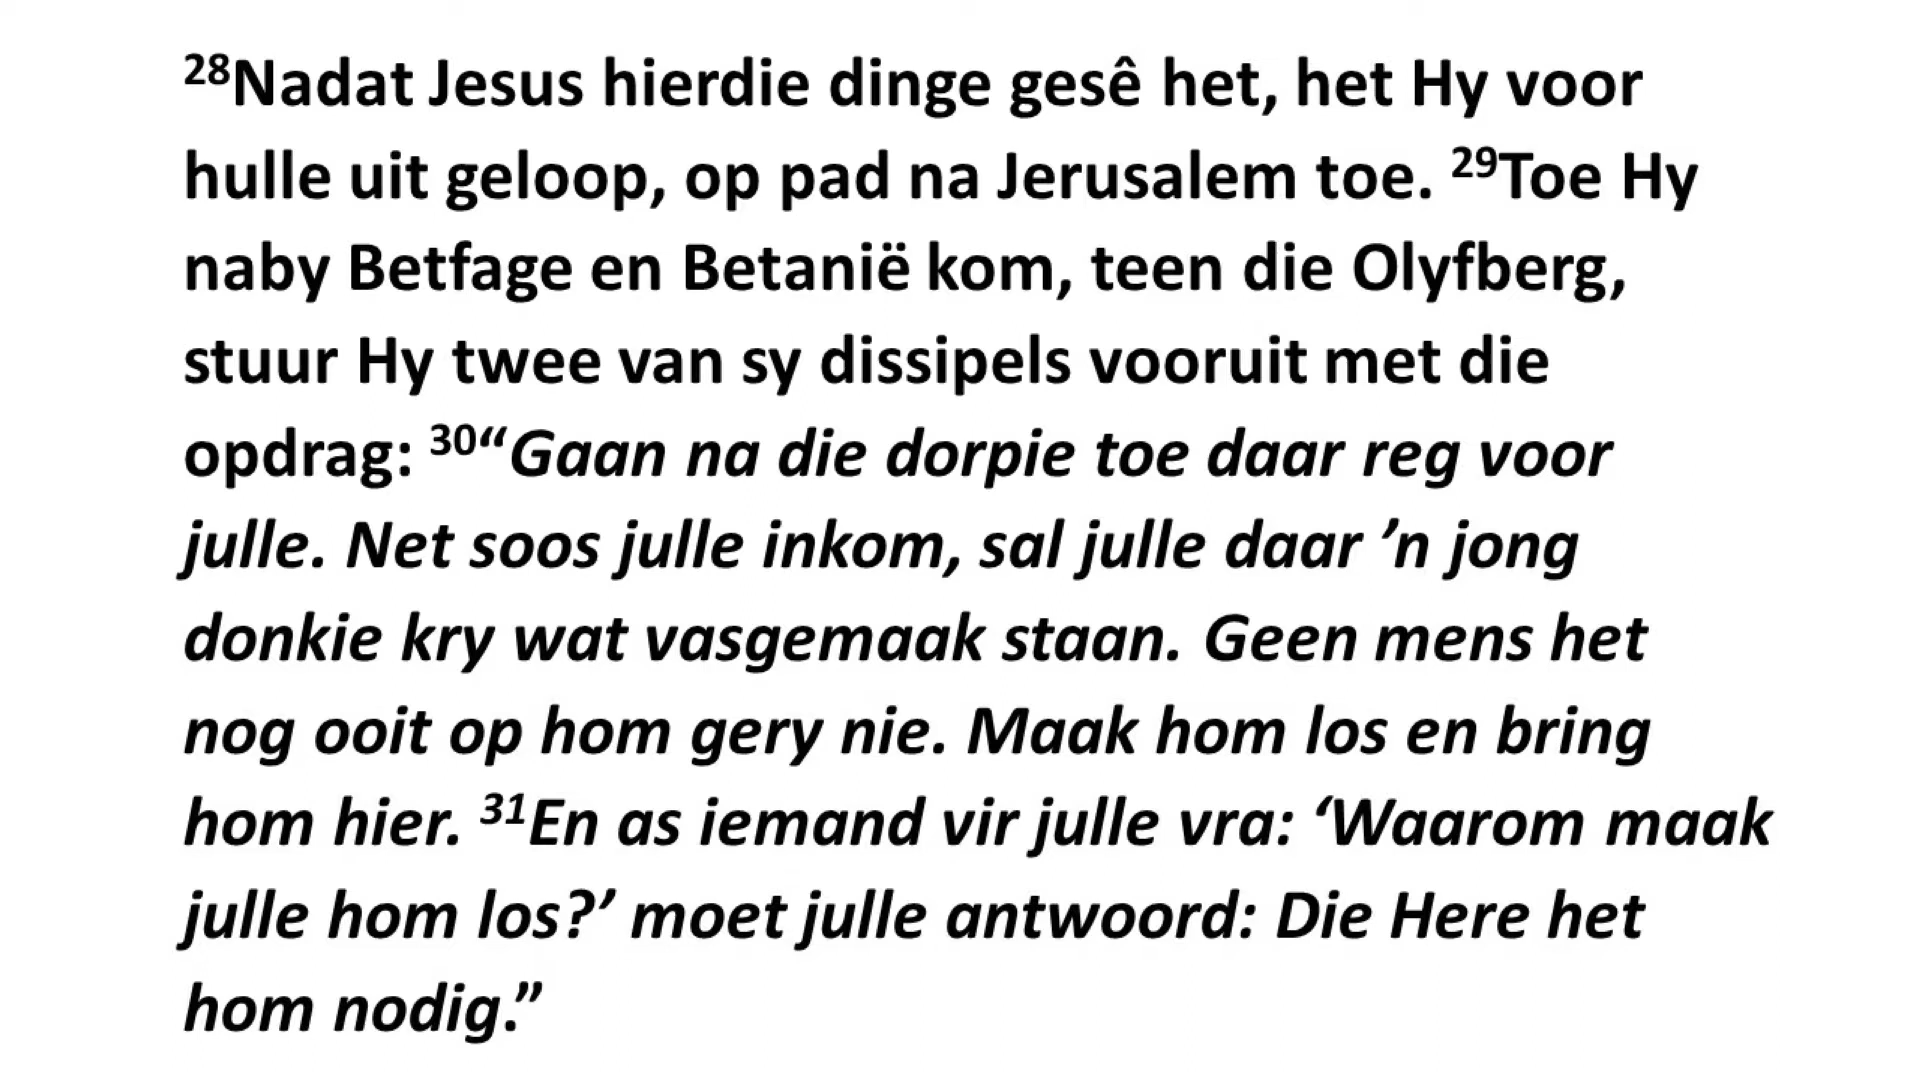 ²⁸Nadat Jesus hierdie dinge gesê het, het Hy voor
hulle uit geloop, op pad na Jerusalem toe. ²⁹Toe Hy
naby Betfage en Betanië kom, teen die Olyfberg,
stuur Hy twee van sy dissipels vooruit met die
opdrag: ³⁰“Gaan na die dorpie toe daar reg voor
julle. Net soos julle inkom, sal julle daar ’n jong
donkie kry wat vasgemaak staan. Geen mens het
nog ooit op hom gery nie. Maak hom los en bring
hom hier. ³¹En as iemand vir julle vra: ‘Waarom maak
julle hom los?’ moet julle antwoord: Die Here het
hom nodig.”